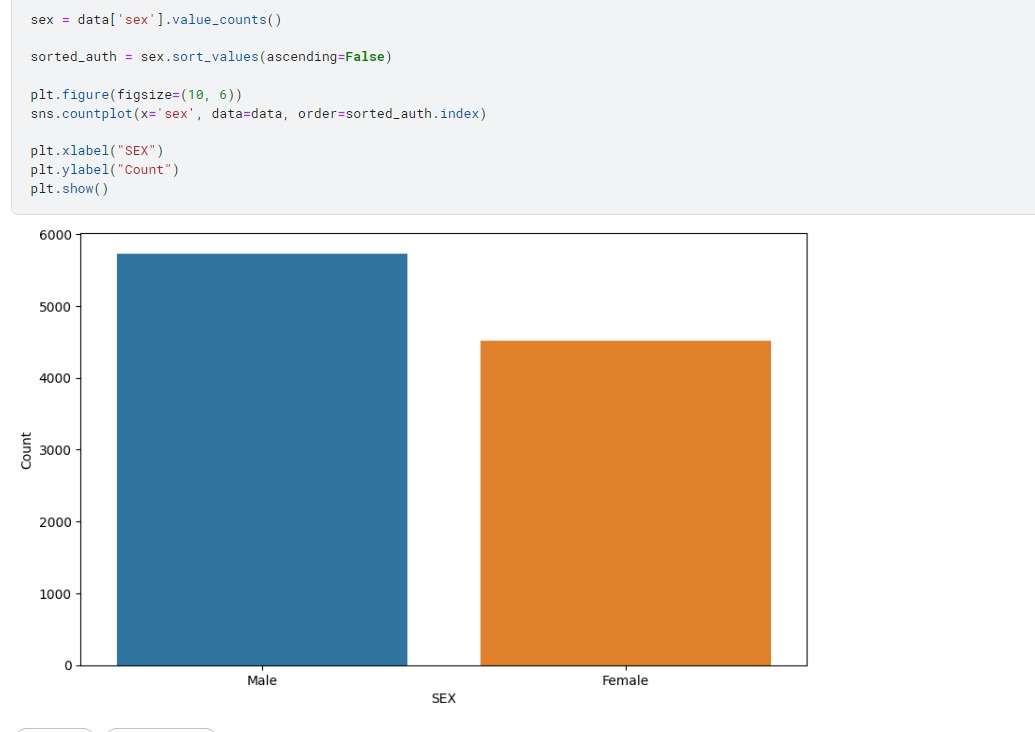 sex = data['sex'].value_counts()
sorted_auth = sex.sort_values(ascending=False)
plt.figure(figsize=(10, 6))
sns.countplot(x='sex', data=data, order=sorted_auth.index)
plt.xlabel("SEX")
plt.ylabel("Count")
plt.show()
6000
5000
4000
3000
2000
1000
0
Count
Male Female
SEX